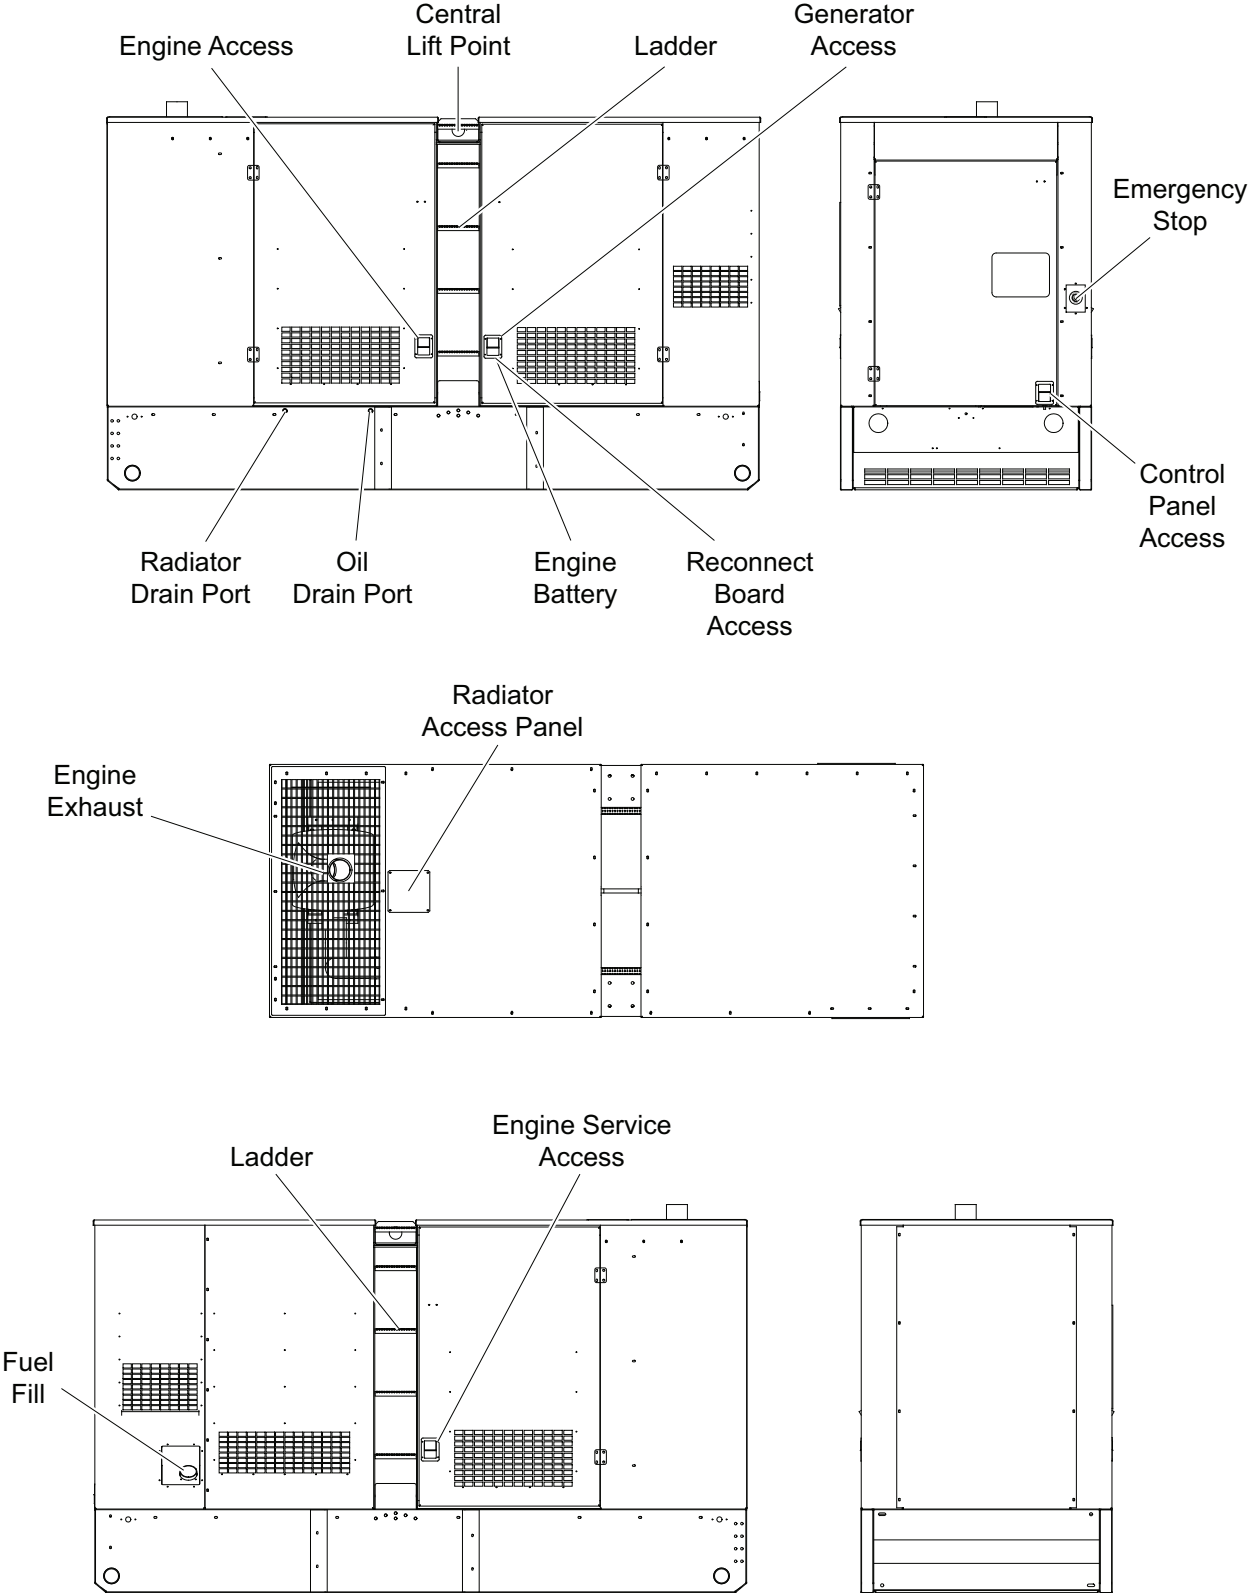 Engine Access
Central
Lift Point
Ladder
Generator
Access
Emergency
Stop
Control
Panel
Access
Radiator
Drain Port
Oil
Drain Port
Engine
Battery
Reconnect
Board
Access
Radiator
Access Panel
Engine
Exhaust
Engine Service
Access
Ladder
Fuel
Fill